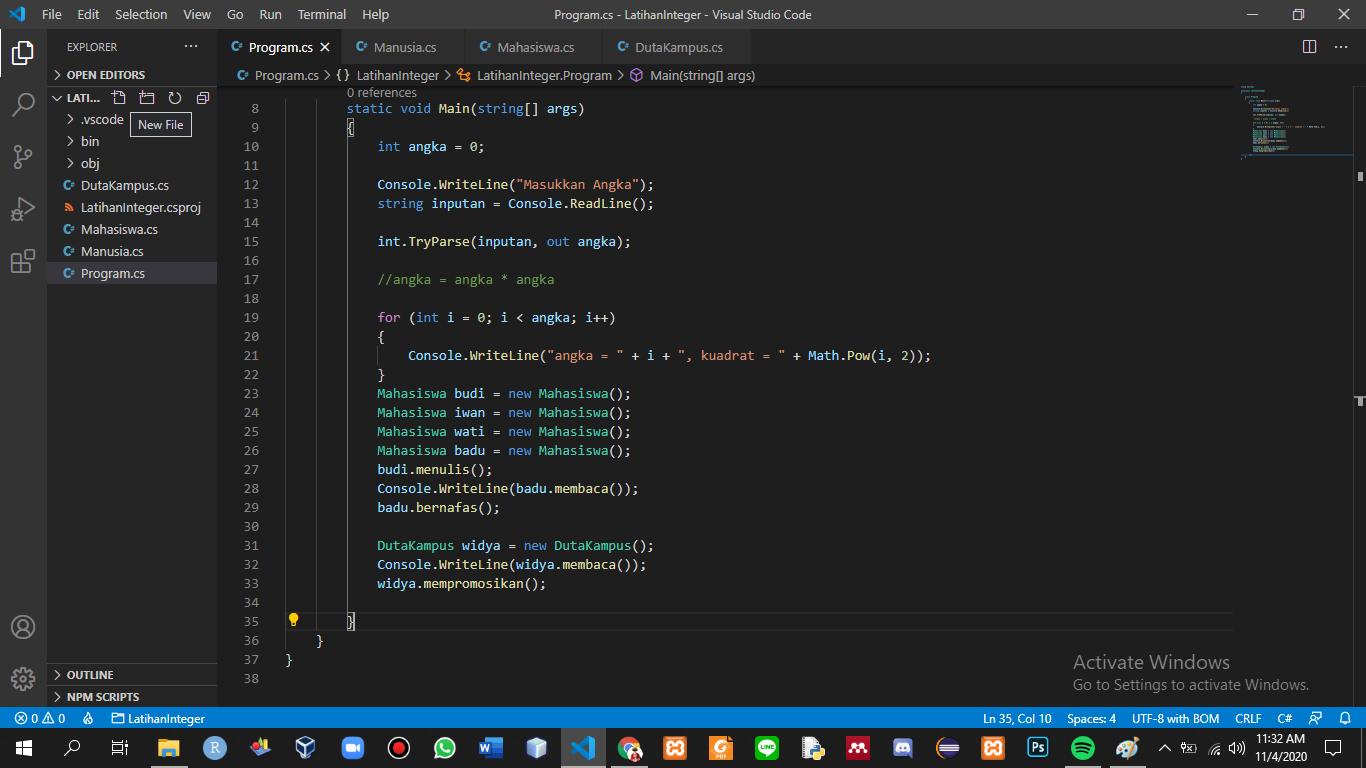 File Edit Selection View Go Run Terminal Help Program.cs - LatihanInteger - Visual Studio Code
EXPLORER
OPEN EDITORS
LATI...
.vscode
New File
bin
obj
DutaKampus.cs
LatihanInteger.csproj
Mahasiswa.cs
Manusia.cs
Program.cs
OUTLINE
NPM SCRIPTS
Program.cs Manusia.cs Mahasiswa.cs DutaKampus.cs
Program.cs > {} LatihanInteger > LatihanInteger.Program > Main(string[] args)
0 references
8 static void Main(string[] args)
9 {
10 int angka = 0;
11
12 Console.WriteLine("Masukkan Angka");
13 string inputan = Console.ReadLine();
14
15 int.TryParse(inputan, out angka);
16
17 //angka = angka * angka
18
19 for (int i = 0; i < angka; i++)
20 {
21 Console.WriteLine("angka = " + i + ", kuadrat = " + Math.Pow(i, 2));
22 }
23 Mahasiswa budi = new Mahasiswa();
24 Mahasiswa iwan = new Mahasiswa();
25 Mahasiswa wati = new Mahasiswa();
26 Mahasiswa badu = new Mahasiswa();
27 budi.menulis();
28 Console.WriteLine(badu.membaca());
29 badu.bernafas();
30
31 DutaKampus widya = new DutaKampus();
32 Console.WriteLine(widya.membaca());
33 widya.mempromosikan();
34
35 }
36 }
37 }
38
Activate Windows
Go to Settings to activate Windows.
0 0 LatihanInteger Ln 35, Col 10 Spaces: 4 UTF-8 with BOM CRLF C#
11:32 AM
11/4/2020